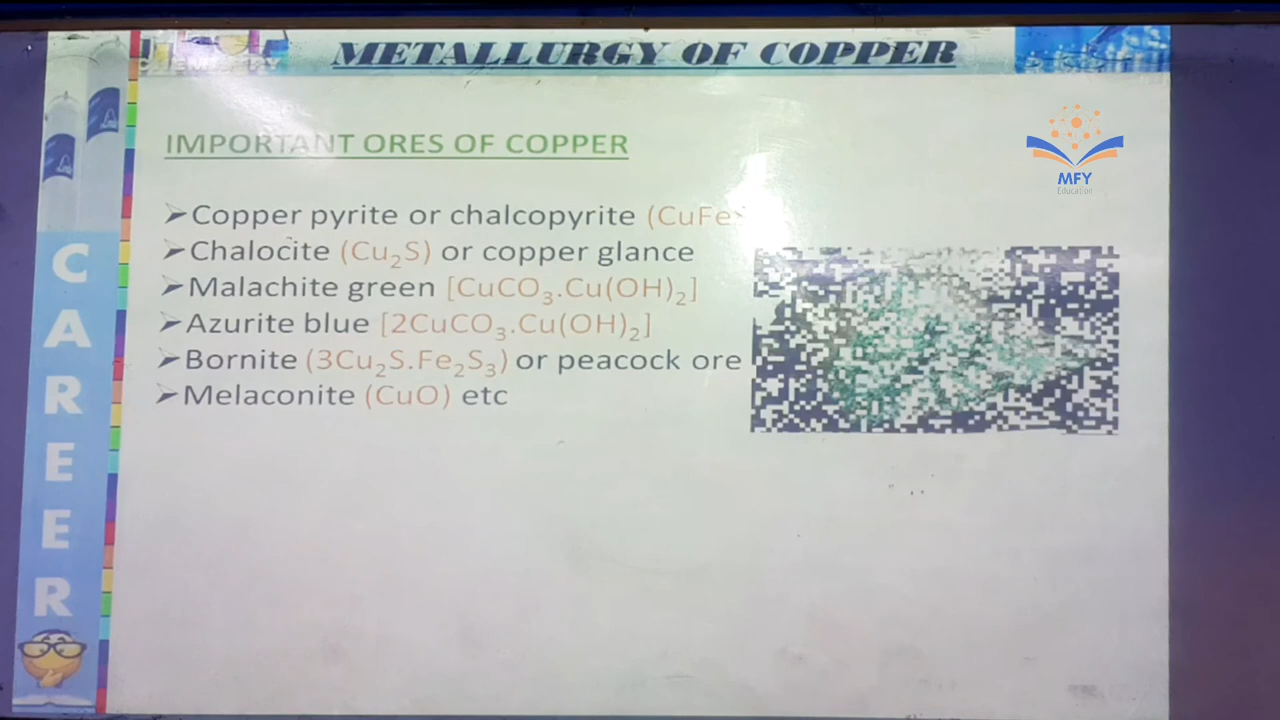 CHEMISTRY
METALLURGY OF COPPER
IMPORTANT ORES OF COPPER
MFY
Education
➢Copper pyrite or chalcopyrite (CuFe
➢Chalocite (Cu₂S) or copper glance
➢Malachite green [CuCO₃.Cu(OH)₂]
➢Azurite blue [2CuCO₃.Cu(OH)₂]
➢Bornite (3Cu₂S.Fe₂S₃) or peacock ore
➢Melaconite (CuO) etc
CAREER